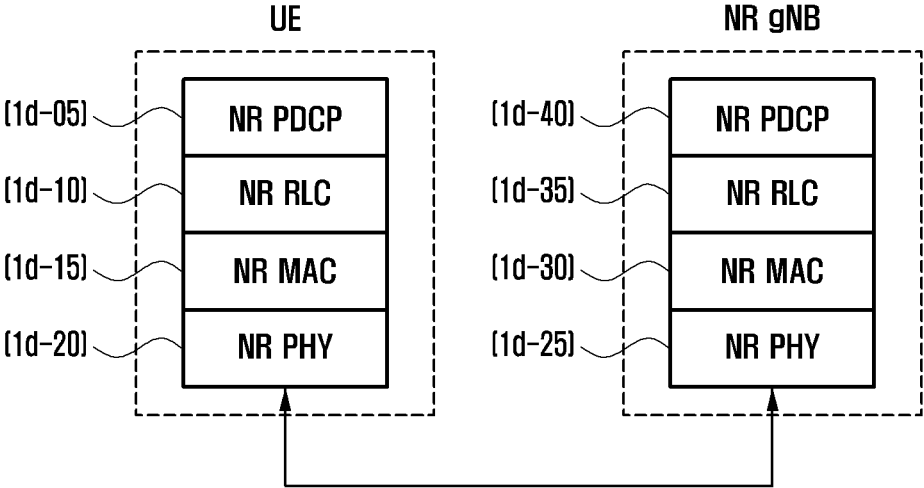 UE
NR gNB
(1d-05)
NR PDCP
(1d-40)
NR PDCP
(1d-10)
NR RLC
(1d-35)
NR RLC
(1d-15)
NR MAC
(1d-30)
NR MAC
(1d-20)
NR PHY
(1d-25)
NR PHY